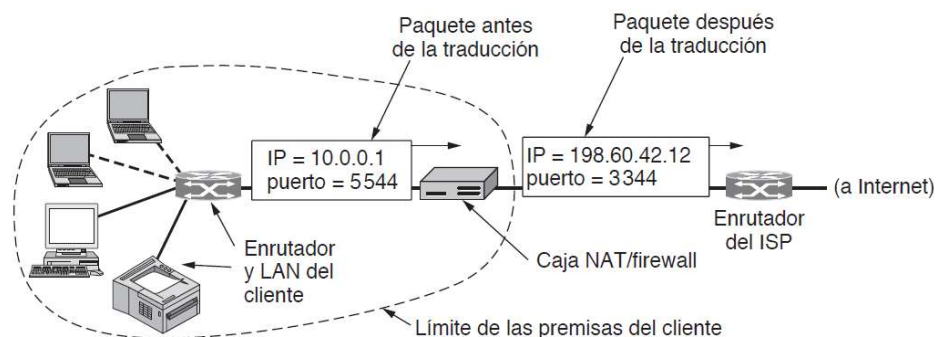 Paquete antes
de la traducción
Paquete después
de la traducción
IP = 10.0.0.1
puerto = 5544
IP = 198.60.42.12
puerto = 3344
(a Internet)
Enrutador
y LAN del
cliente
Caja NAT/firewall
Enrutador
del ISP
Límite de las premisas del cliente